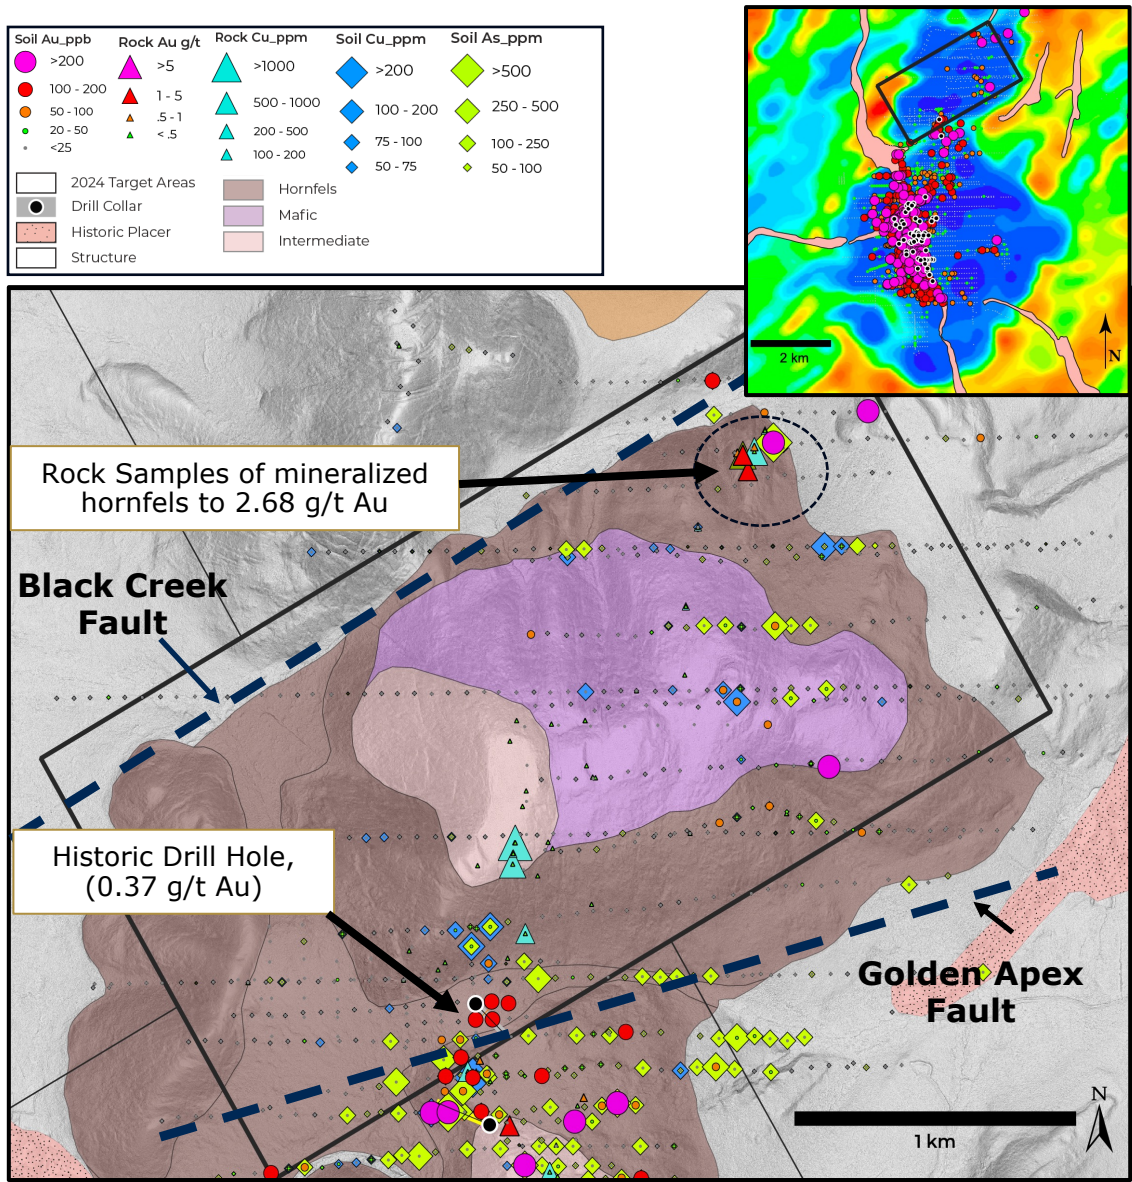 Soil Au_ppb
>200
100 - 200
50 - 100
20 - 50
<25
Rock Au g/t
>5
1 - 5
.5 - 1
<.5
Rock Cu_ppm
>1000
500 - 1000
200 - 500
100 - 200
Soil Cu_ppm
>200
100 - 200
75 - 100
50 - 75
Soil As_ppm
>500
250 - 500
100 - 250
50 - 100
2024 Target Areas
Drill Collar
Historic Placer
Structure
Hornfels
Mafic
Intermediate
2 km
N
Rock Samples of mineralized
hornfels to 2.68 g/t Au
Black Creek
Fault
Historic Drill Hole,
(0.37 g/t Au)
Golden Apex
Fault
1 km
N